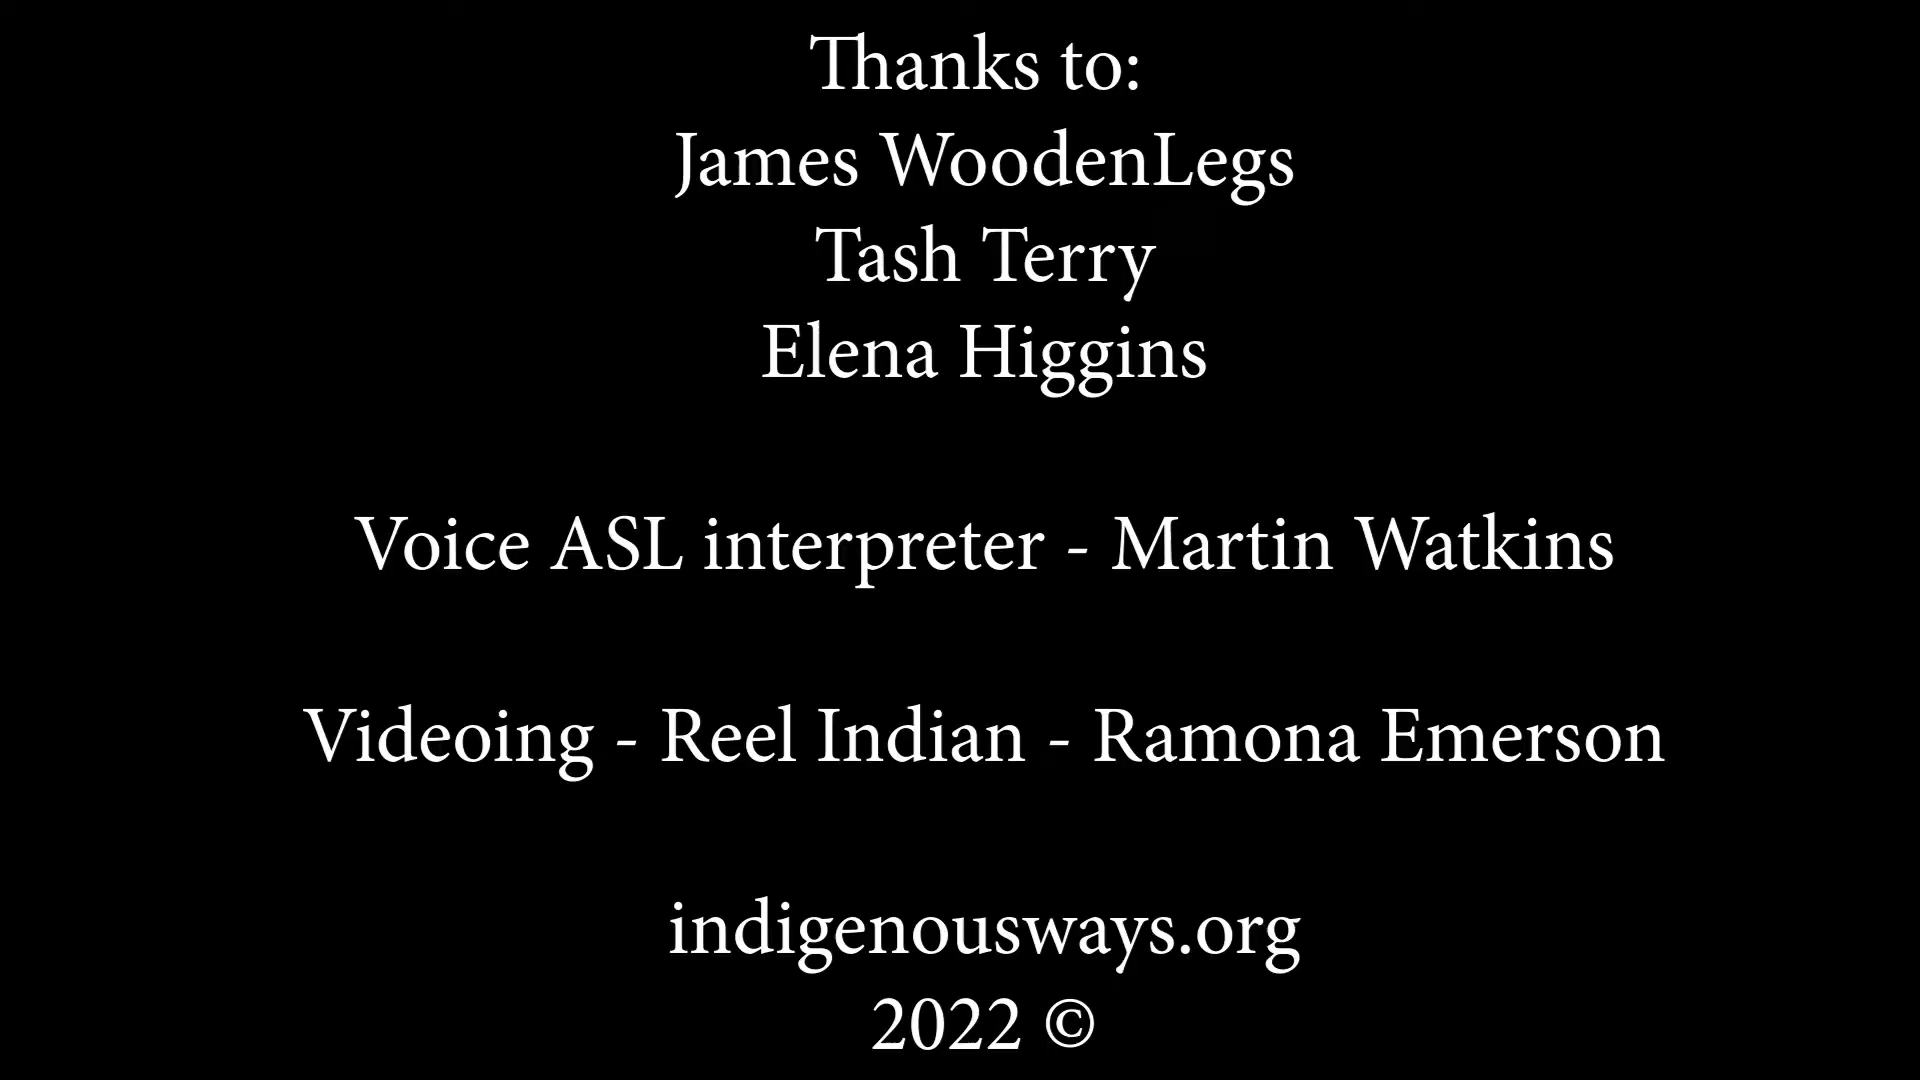 Thanks to:
James WoodenLegs
Tash Terry
Elena Higgins
Voice ASL interpreter - Martin Watkins
Videoing - Reel Indian - Ramona Emerson
indigenousways.org
2022 ©